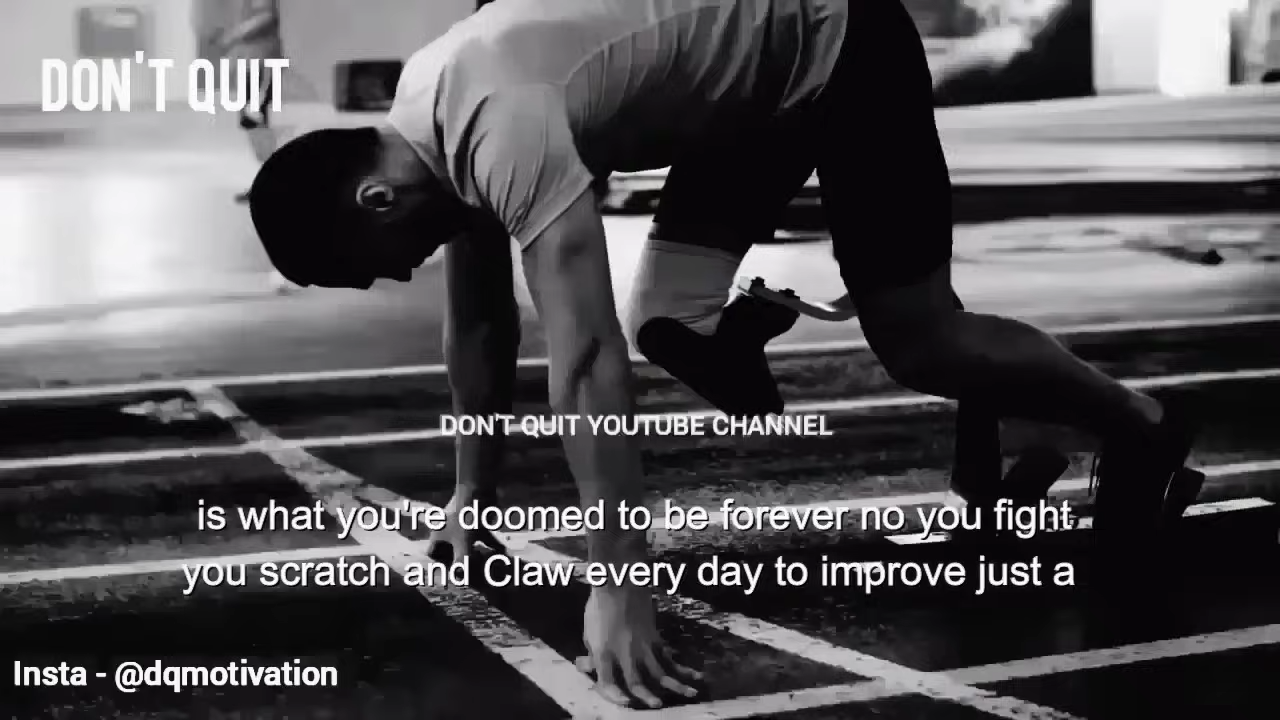 DON'T QUIT
DON'T QUIT YOUTUBE CHANNEL
is what you're doomed to be forever no you fight
you scratch and Claw every day to improve just a
Insta - @dqmotivation